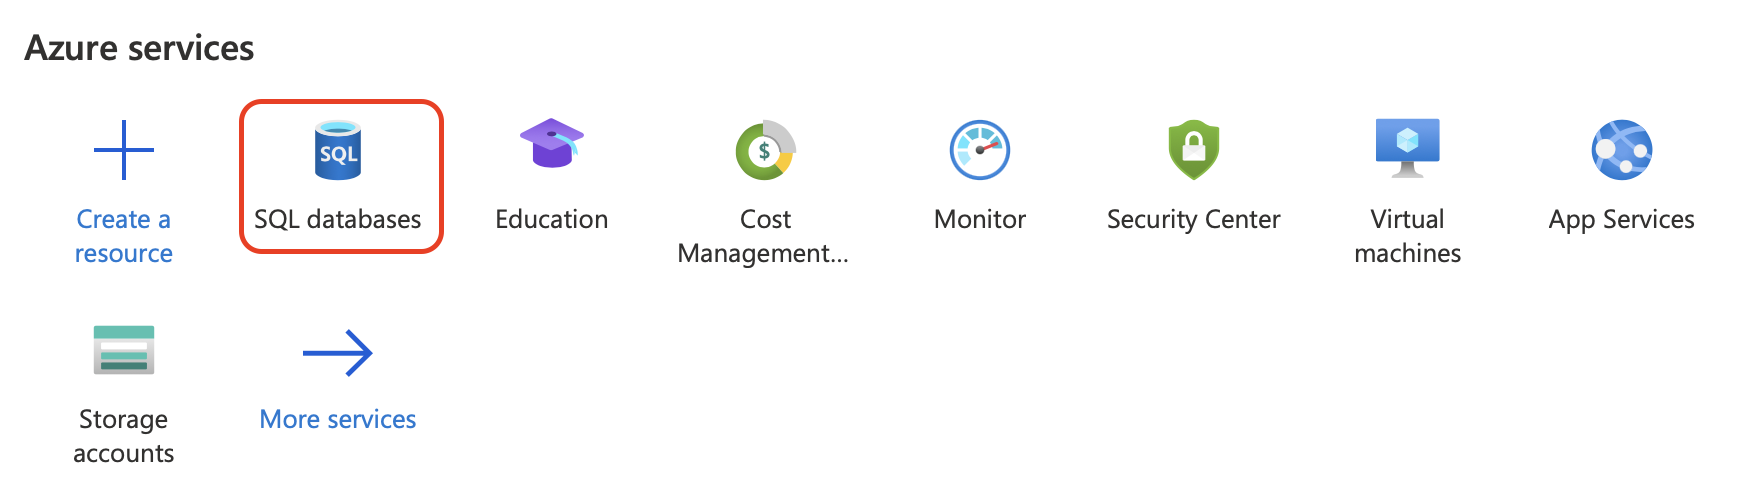 Azure services
SQL
$
Create a
resource
SQL databases
Education
Cost
Management...
Monitor
Security Center
Virtual
machines
App Services
Storage
accounts
More services